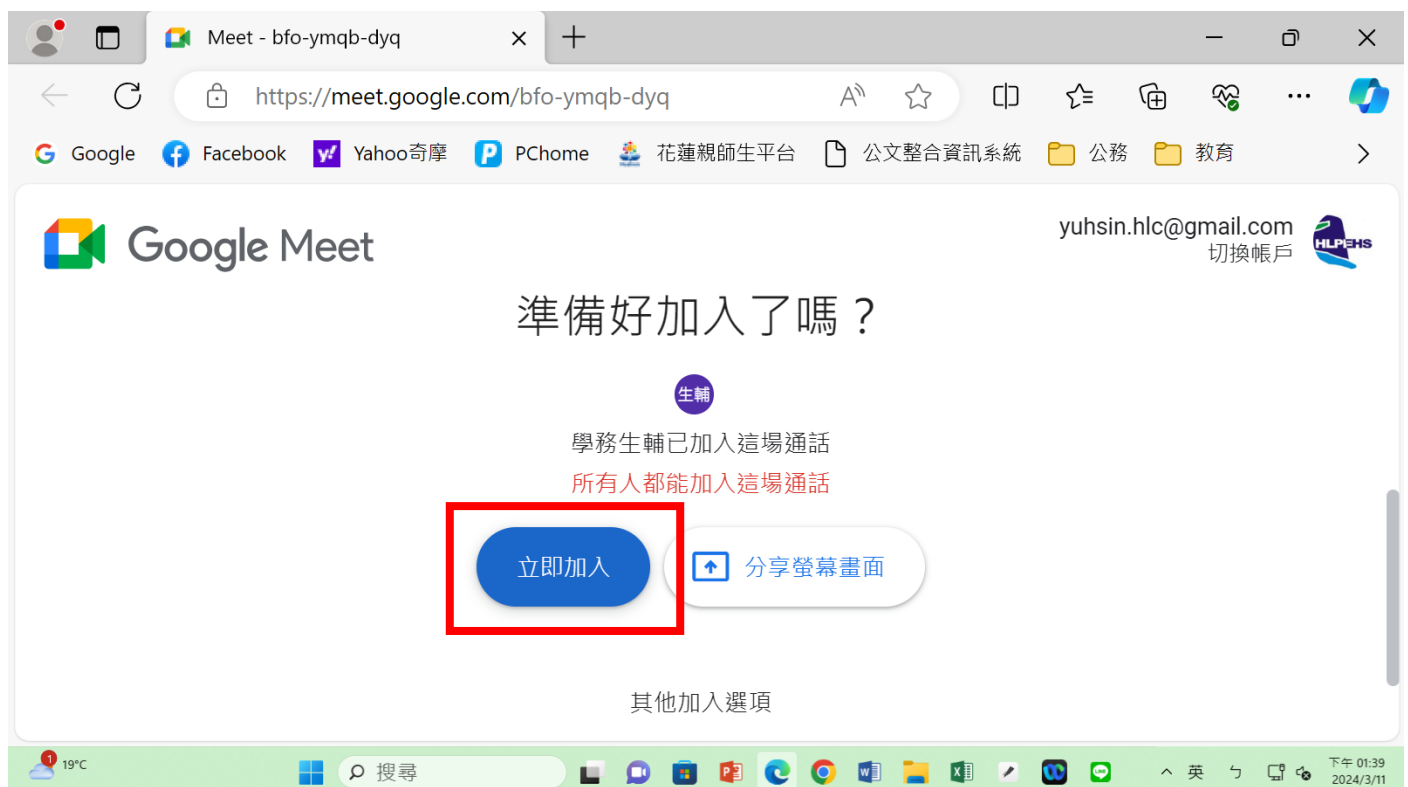 Meet - bfo-ymqb-dyq
https://meet.google.com/bfo-ymqb-dyq
Google Facebook Yahoo奇摩 PChome 花蓮親師生平台 公文整合資訊系統 公務 教育
Google Meet
yuhsin.hlc@gmail.com
切換帳戶
HLPEHS
準備好加入了嗎？
生輔
學務生輔已加入這場通話
所有人都能加入這場通話
立即加入 分享螢幕畫面
其他加入選項
1 19°C 搜尋 英 ㄅ 下午 01:39
2024/3/11